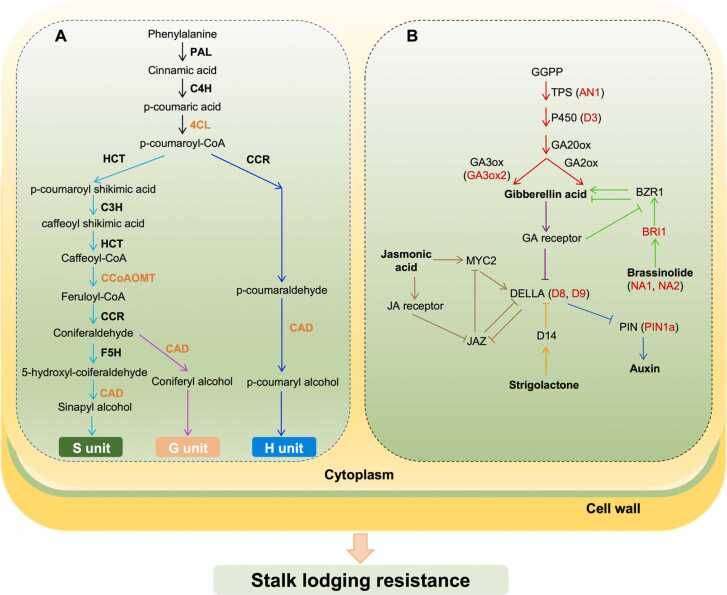 A
Phenylalanine
PAL
Cinnamic acid
C4H
p-coumaric acid
4CL
p-coumaroyl-CoA
HCT
CCR
p-coumaroyl shikimic acid
C3H
caffeoyl shikimic acid
HCT
Caffeoyl-CoA
CCoAOMT
Feruloyl-CoA
CCR
Coniferaldehyde
F5H
5-hydroxyl-coiferaldehyde
CAD
Sinapyl alcohol
S unit
CAD
Coniferyl alcohol
G unit
p-coumaraldehyde
CAD
p-coumaryl alcohol
H unit
B
GGPP
TPS (AN1)
P450 (D3)
GA20ox
GA3ox
(GA3ox2)
GA2ox
Gibberellin acid
BZR1
GA receptor
BRI1
Brassinolide
(NA1, NA2)
Jasmonic
acid
MYC2
JA receptor
DELLA (D8, D9)
JAZ
D14
Strigolactone
PIN (PIN1a)
Auxin
Cytoplasm
Cell wall
Stalk lodging resistance